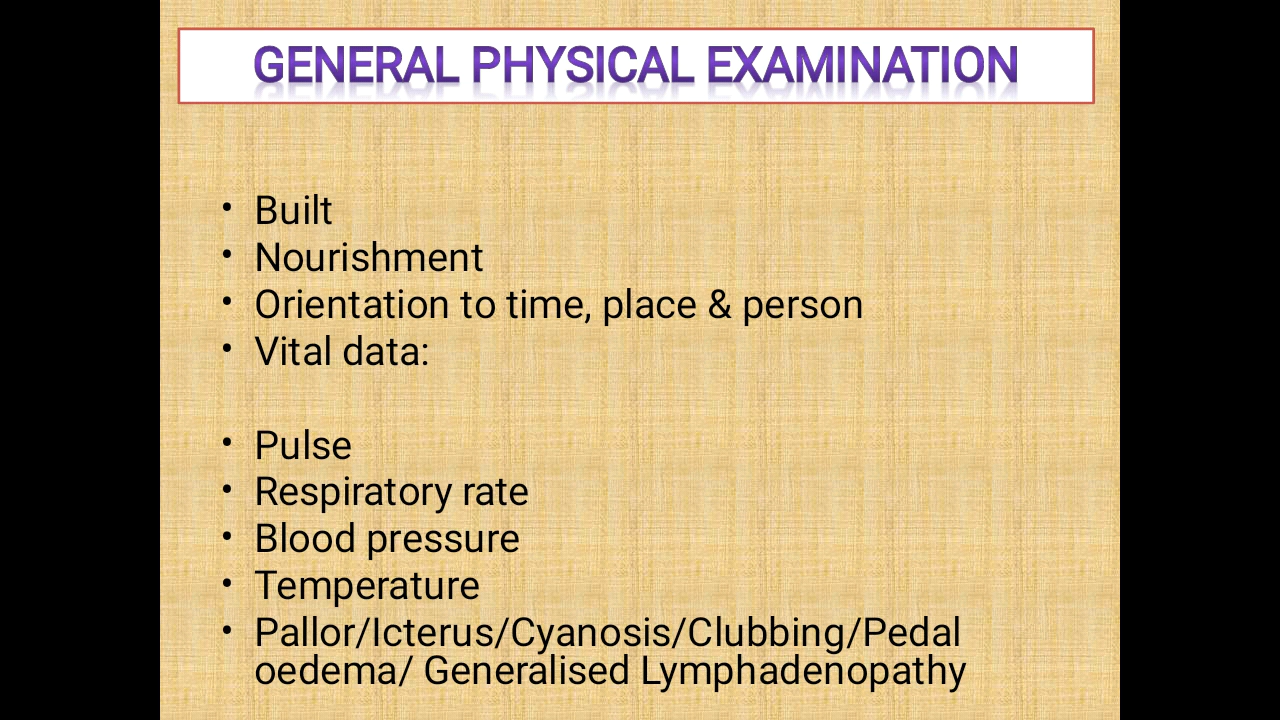 GENERAL PHYSICAL EXAMINATION
• Built
• Nourishment
• Orientation to time, place & person
• Vital data:
• Pulse
• Respiratory rate
• Blood pressure
• Temperature
• Pallor/Icterus/Cyanosis/Clubbing/Pedal
oedema/ Generalised Lymphadenopathy